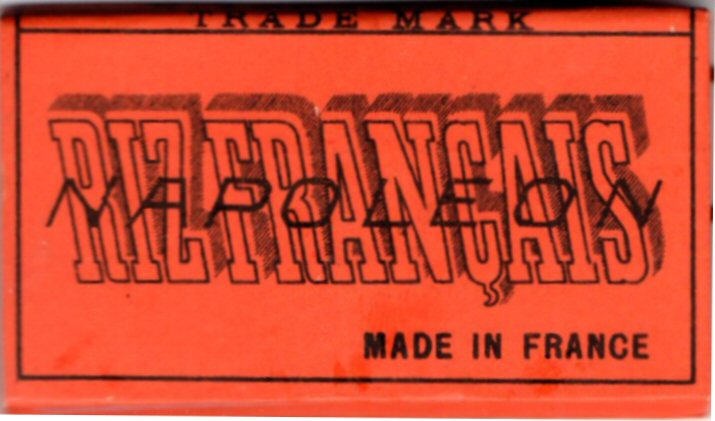 TRADE MARK
RIZ FRANÇAIS
NAPOLEON
MADE IN FRANCE